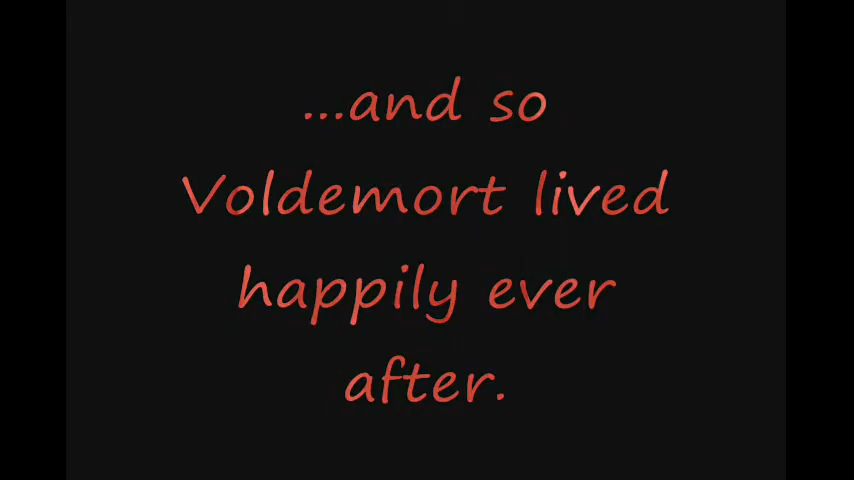 ...and so
Voldemort lived
happily ever
after.